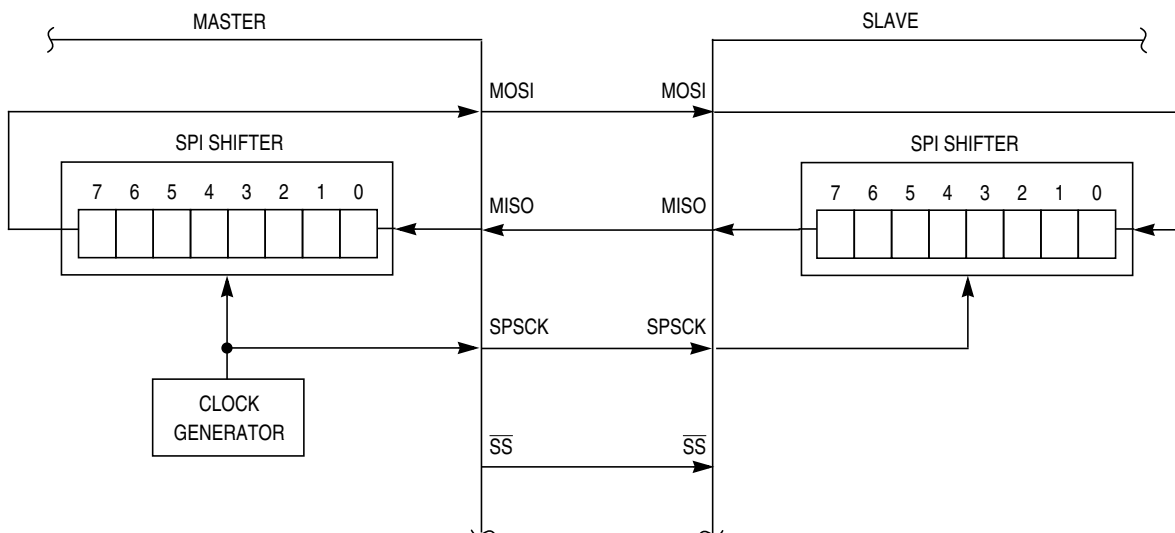 MASTER
SLAVE
MOSI MOSI
SPI SHIFTER
SPI SHIFTER
7 6 5 4 3 2 1 0
MISO MISO
7 6 5 4 3 2 1 0
SPSCK SPSCK
CLOCK
GENERATOR
SS SS